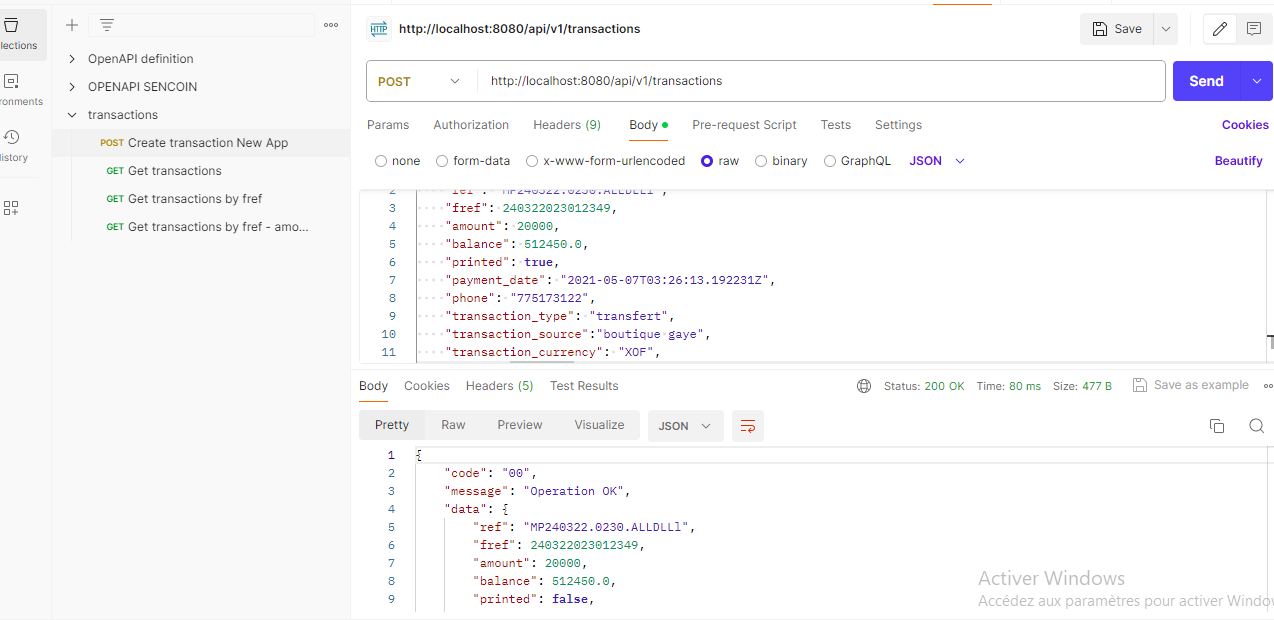 http://localhost:8080/api/v1/transactions
Save
lections
OpenAPI definition
ronments
OPENAPI SENCOIN
transactions
POST Create transaction New App
istory
GET Get transactions
GET Get transactions by fref
GET Get transactions by fref - amo...
POST
http://localhost:8080/api/v1/transactions
Send
Params Authorization Headers (9) Body Pre-request Script Tests Settings Cookies
none form-data x-www-form-urlencoded raw binary GraphQL JSON Beautify
2 "ref": "MP240322.0230.ALLDLLl",
3 "fref": 240322023012349,
4 "amount": 20000,
5 "balance": 512450.0,
6 "printed": true,
7 "payment_date": "2021-05-07T03:26:13.192231Z",
8 "phone": "775173122",
9 "transaction_type": "transfert",
10 "transaction_source":"boutique gaye",
11 "transaction_currency": "XOF",
Body Cookies Headers (5) Test Results Status: 200 OK Time: 80 ms Size: 477 B Save as example
Pretty Raw Preview Visualize JSON
1 {
2 "code": "00",
3 "message": "Operation OK",
4 "data": {
5 "ref": "MP240322.0230.ALLDLLl",
6 "fref": 240322023012349,
7 "amount": 20000,
8 "balance": 512450.0,
9 "printed": false,
Activer Windows
Accédez aux paramètres pour activer Windo